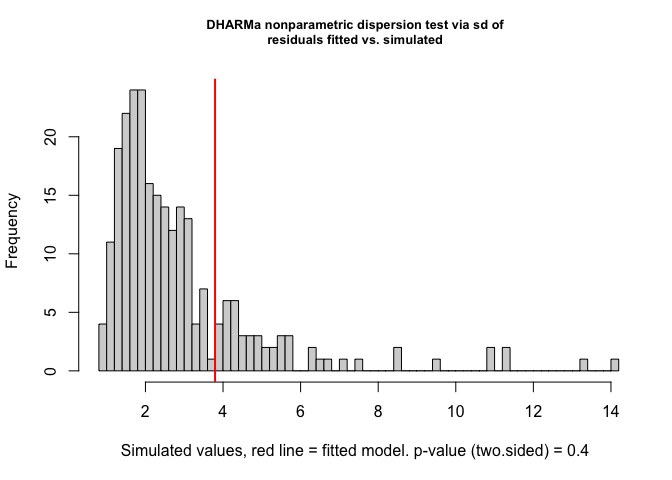 DHARMa nonparametric dispersion test via sd of
residuals fitted vs. simulated
Frequency
0
5
10
15
20
2 4 6 8 10 12 14
Simulated values, red line = fitted model. p-value (two.sided) = 0.4